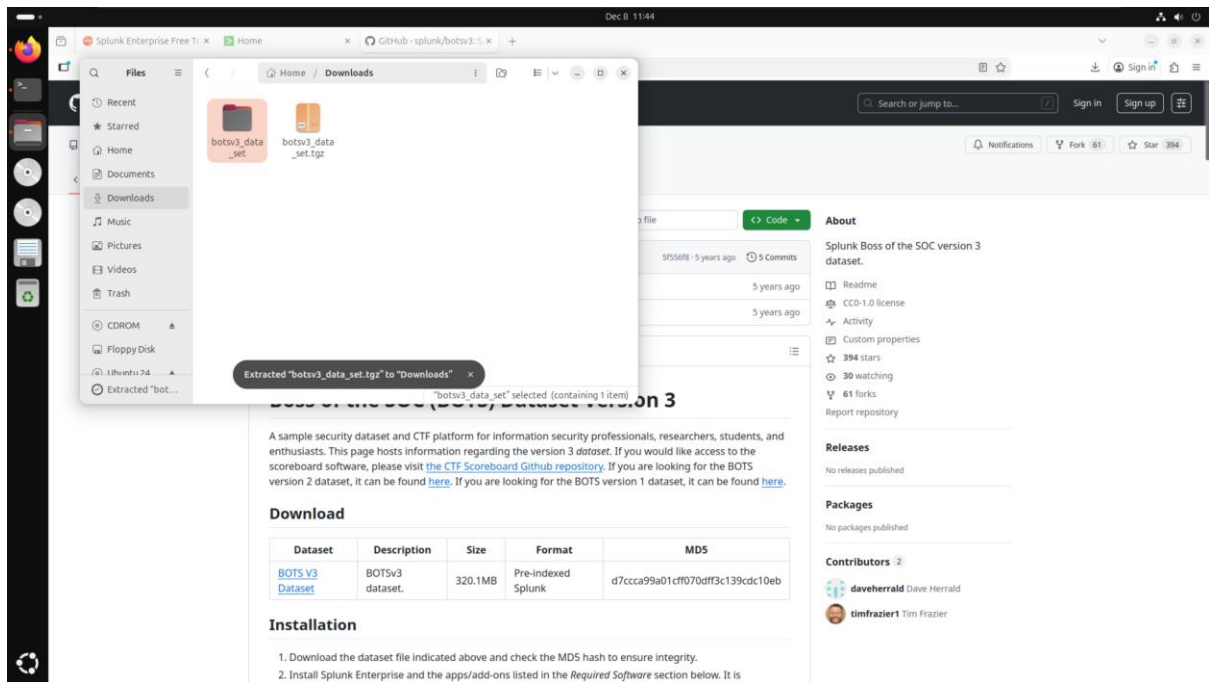 Dec 8 11:44
Splunk Enterprise Free Tr
Home
GitHub - splunk/botsv3: S
Sign in
Files
Home / Downloads
Recent
Starred
Home
Documents
Downloads
Music
Pictures
Videos
Trash
CDROM
Floppy Disk
Ubuntu 24
Extracted "bot...
botsv3_data
_set
botsv3_data
_set.tgz
Extracted "botsv3_data_set.tgz" to "Downloads"
"botsv3_data_set" selected (containing 1 item)
Search or jump to...
Sign in
Sign up
Notifications
Fork 61
Star 394
file
Code
5f556f8 · 5 years ago
5 Commits
5 years ago
5 years ago
Boss of the SOC (BOTS) Dataset Version 3
A sample security dataset and CTF platform for information security professionals, researchers, students, and
enthusiasts. This page hosts information regarding the version 3 dataset. If you would like access to the
scoreboard software, please visit the CTF Scoreboard Github repository. If you are looking for the BOTS
version 2 dataset, it can be found here. If you are looking for the BOTS version 1 dataset, it can be found here.
Download
Dataset Description Size Format MD5
BOTS V3
Dataset
BOTSv3
dataset.
320.1MB
Pre-indexed
Splunk
d7ccca99a01cff070dff3c139cdc10eb
Installation
1. Download the dataset file indicated above and check the MD5 hash to ensure integrity.
2. Install Splunk Enterprise and the apps/add-ons listed in the Required Software section below. It is
About
Splunk Boss of the SOC version 3
dataset.
Readme
CC0-1.0 license
Activity
Custom properties
394 stars
30 watching
61 forks
Report repository
Releases
No releases published
Packages
No packages published
Contributors 2
daveherrald Dave Herrald
timfrazier1 Tim Frazier